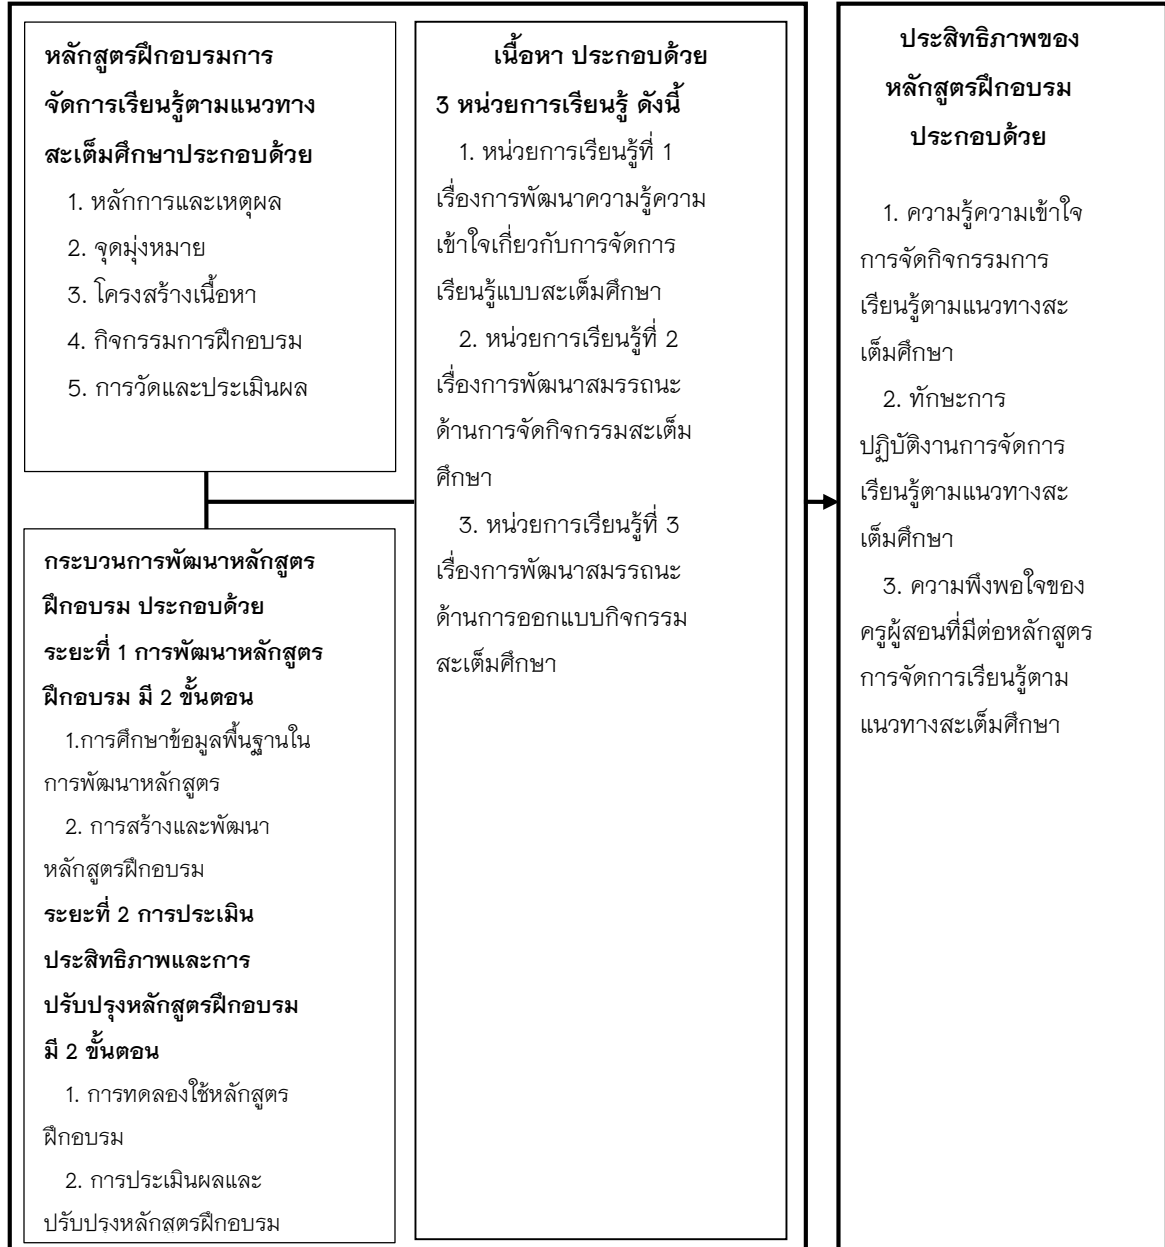 หลักสูตรฝึกอบรมการ
จัดการเรียนรู้ตามแนวทาง
สะเต็มศึกษาประกอบด้วย
1. หลักการและเหตุผล
2. จุดมุ่งหมาย
3. โครงสร้างเนื้อหา
4. กิจกรรมการฝึกอบรม
5. การวัดและประเมินผล
กระบวนการพัฒนาหลักสูตร
ฝึกอบรม ประกอบด้วย
ระยะที่ 1 การพัฒนาหลักสูตร
ฝึกอบรม มี 2 ขั้นตอน
1.การศึกษาข้อมูลพื้นฐานใน
การพัฒนาหลักสูตร
2. การสร้างและพัฒนา
หลักสูตรฝึกอบรม
ระยะที่ 2 การประเมิน
ประสิทธิภาพและการ
ปรับปรุงหลักสูตรฝึกอบรม
มี 2 ขั้นตอน
1. การทดลองใช้หลักสูตร
ฝึกอบรม
2. การประเมินผลและ
ปรับปรุงหลักสูตรฝึกอบรม
เนื้อหา ประกอบด้วย
3 หน่วยการเรียนรู้ ดังนี้
1. หน่วยการเรียนรู้ที่ 1
เรื่องการพัฒนาความรู้ความ
เข้าใจเกี่ยวกับการจัดการ
เรียนรู้แบบสะเต็มศึกษา
2. หน่วยการเรียนรู้ที่ 2
เรื่องการพัฒนาสมรรถนะ
ด้านการจัดกิจกรรมสะเต็ม
ศึกษา
3. หน่วยการเรียนรู้ที่ 3
เรื่องการพัฒนาสมรรถนะ
ด้านการออกแบบกิจกรรม
สะเต็มศึกษา
ประสิทธิภาพของ
หลักสูตรฝึกอบรม
ประกอบด้วย
1. ความรู้ความเข้าใจ
การจัดกิจกรรมการ
เรียนรู้ตามแนวทางสะ
เต็มศึกษา
2. ทักษะการ
ปฏิบัติงานการจัดการ
เรียนรู้ตามแนวทางสะ
เต็มศึกษา
3. ความพึงพอใจของ
ครูผู้สอนที่มีต่อหลักสูตร
การจัดการเรียนรู้ตาม
แนวทางสะเต็มศึกษา